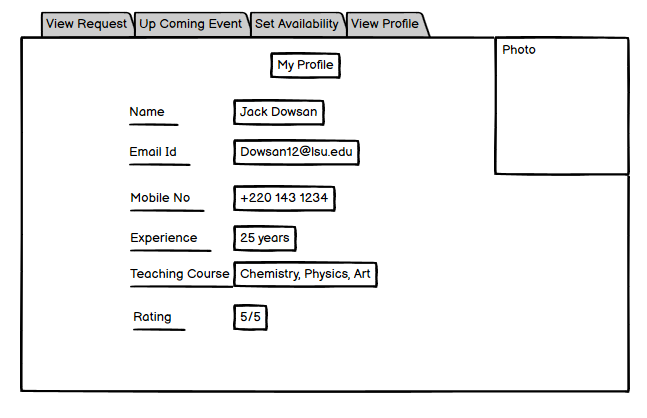 View Request Up Coming Event Set Availability View Profile
Photo
My Profile
Name Jack Dowsan
Email Id Dowsan12@lsu.edu
Mobile No +220 143 1234
Experience 25 years
Teaching Course Chemistry, Physics, Art
Rating 5/5